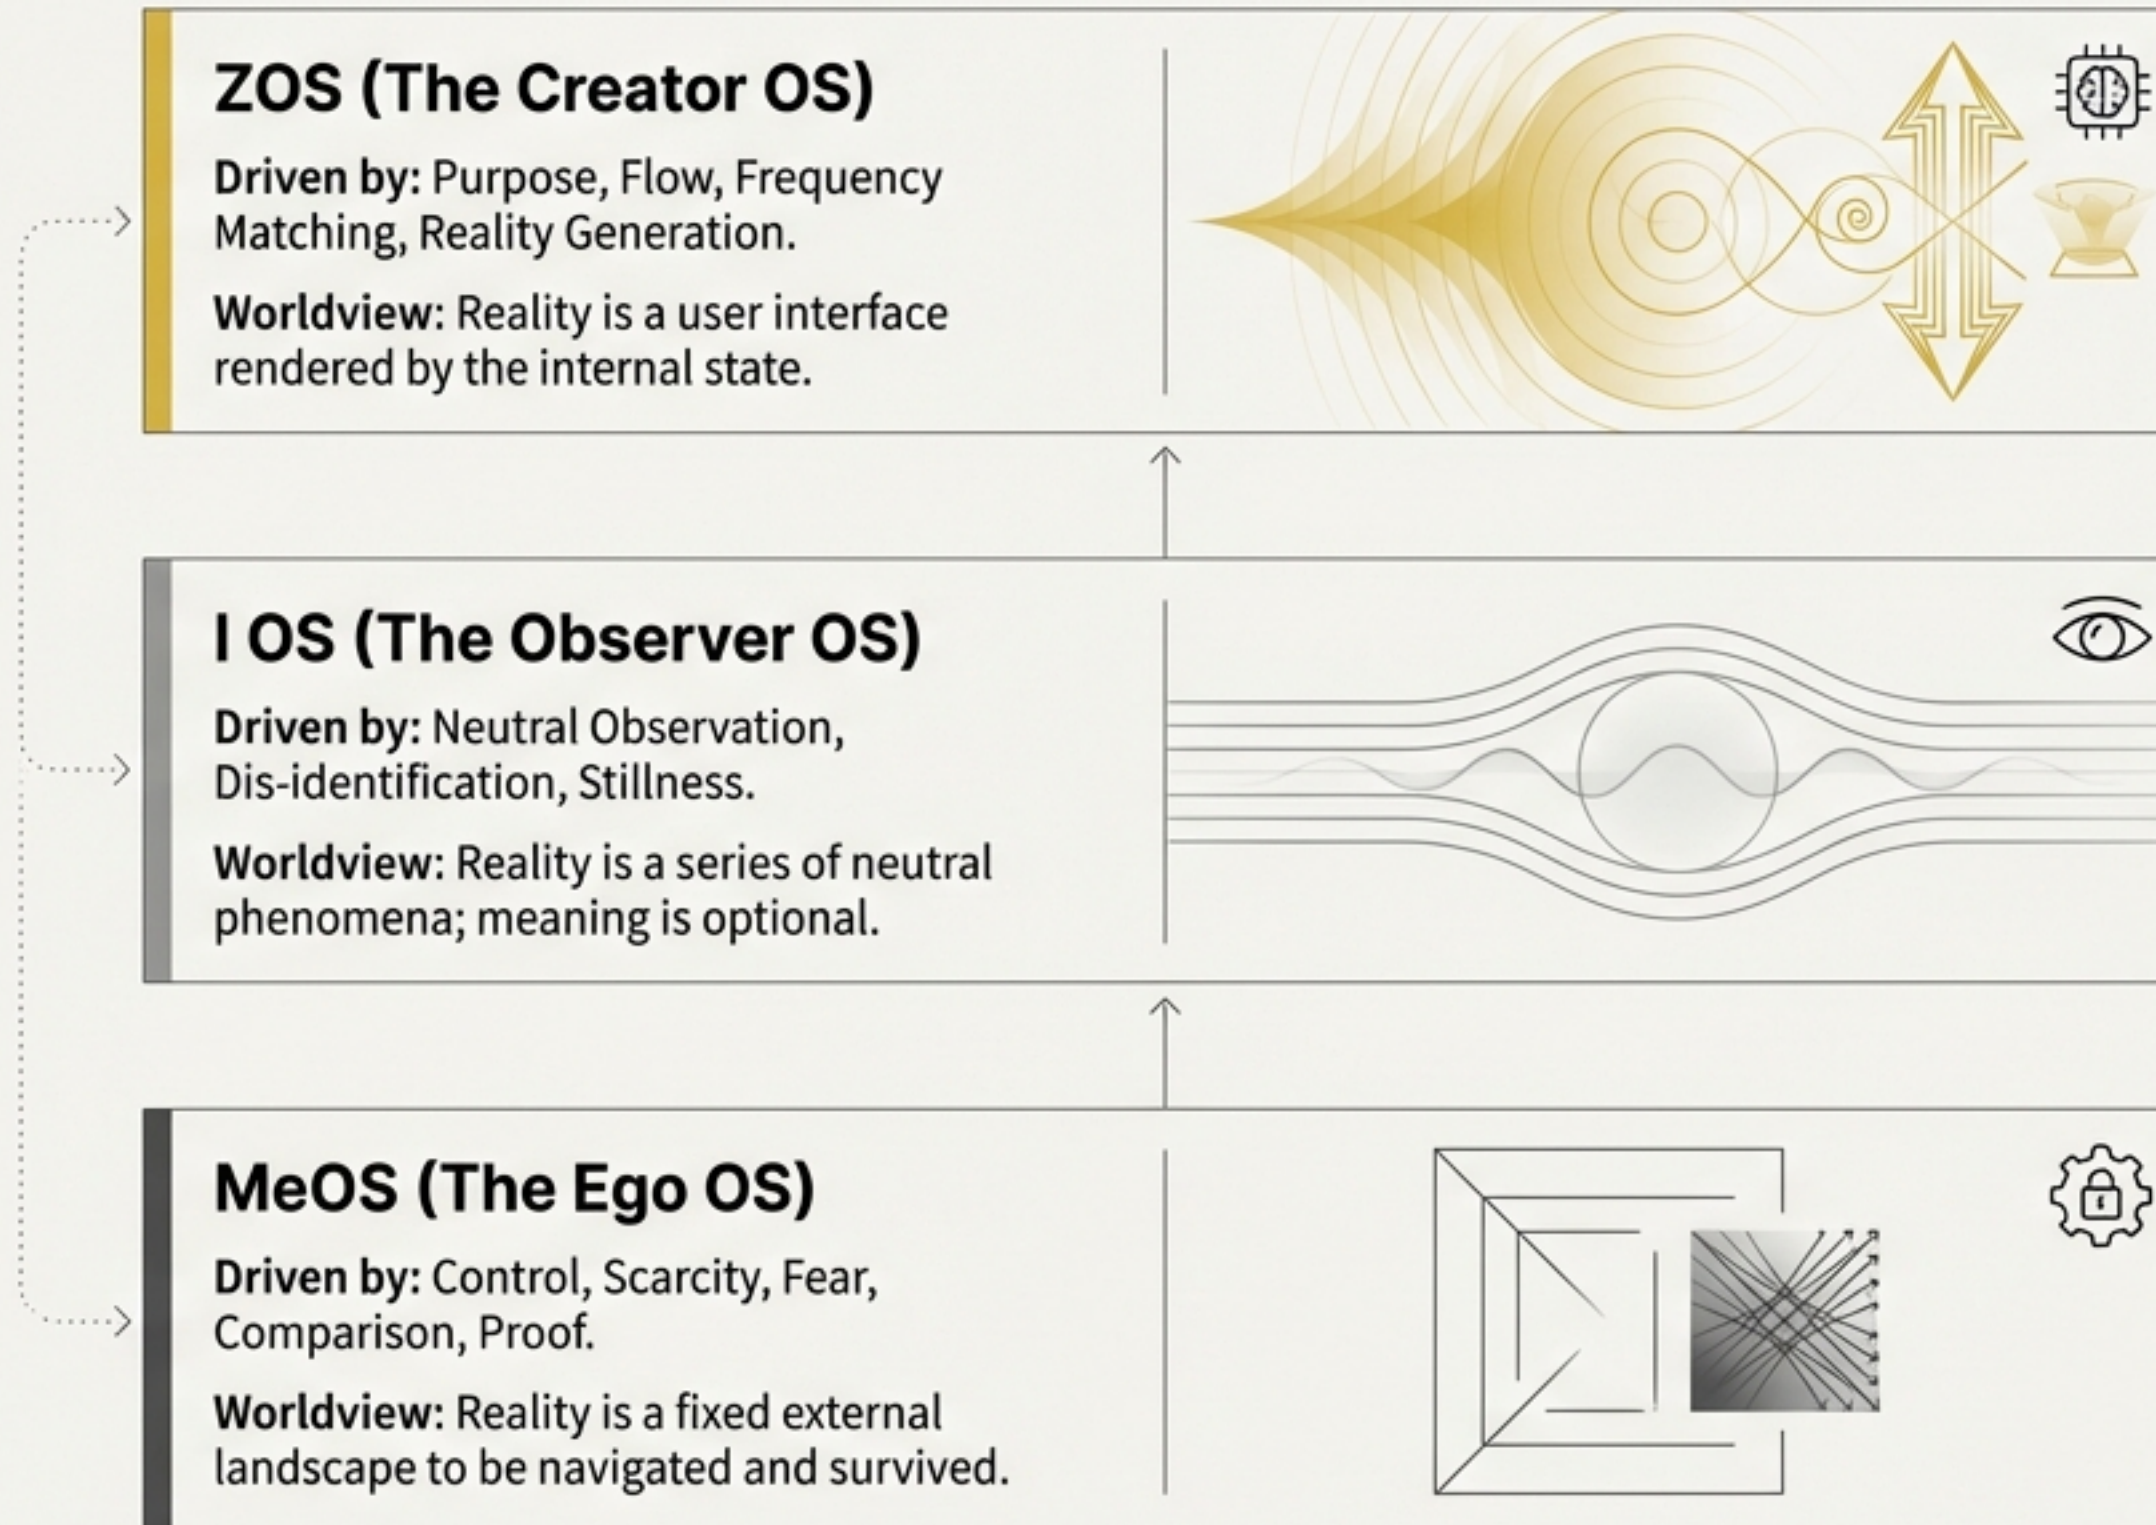 ZOS (The Creator OS)
Driven by: Purpose, Flow, Frequency
Matching, Reality Generation.
Worldview: Reality is a user interface
rendered by the internal state.
I OS (The Observer OS)
Driven by: Neutral Observation,
Dis-identification, Stillness.
Worldview: Reality is a series of neutral
phenomena; meaning is optional.
MeOS (The Ego OS)
Driven by: Control, Scarcity, Fear,
Comparison, Proof.
Worldview: Reality is a fixed external
landscape to be navigated and survived.